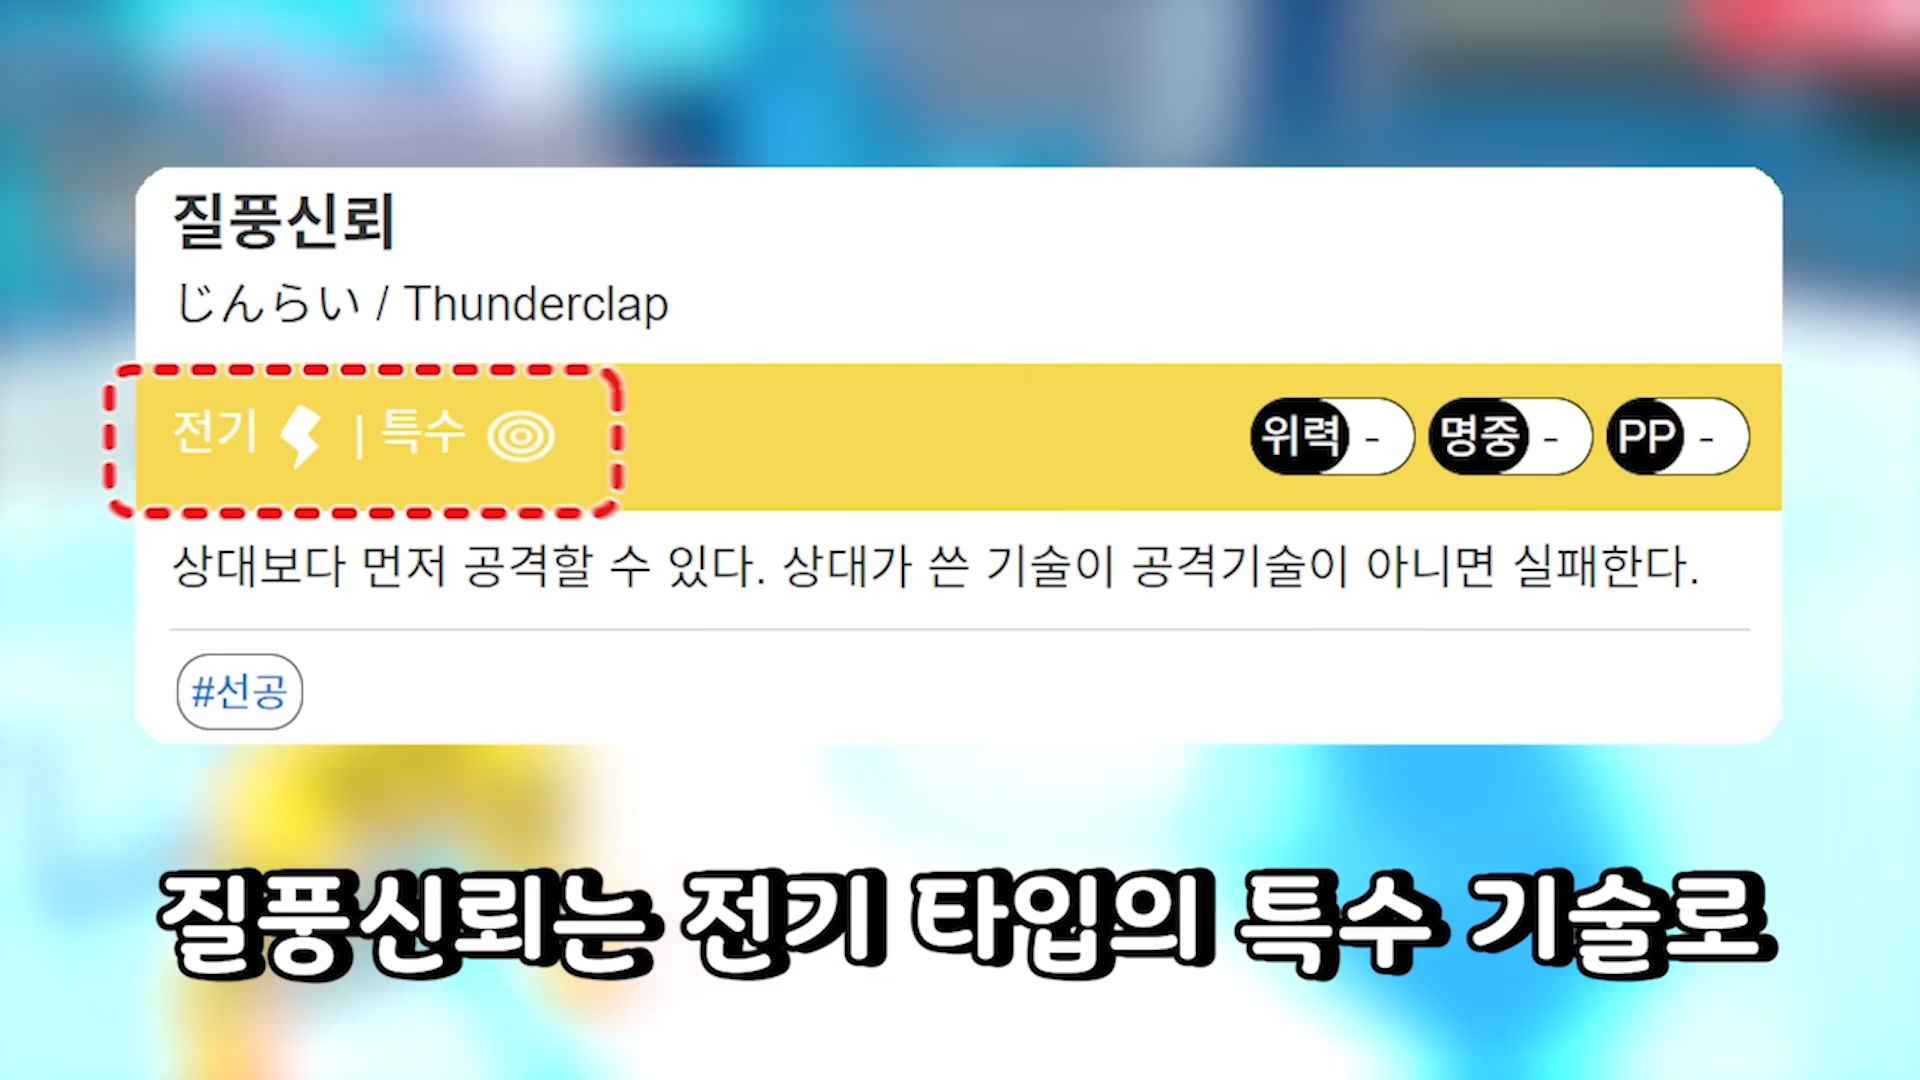 질풍신뢰
じんらい / Thunderclap
전기 | 특수 위력 - 명중 - PP -
상대보다 먼저 공격할 수 있다. 상대가 쓴 기술이 공격기술이 아니면 실패한다.
#선공
질풍신뢰는 전기 타입의 특수 기술로